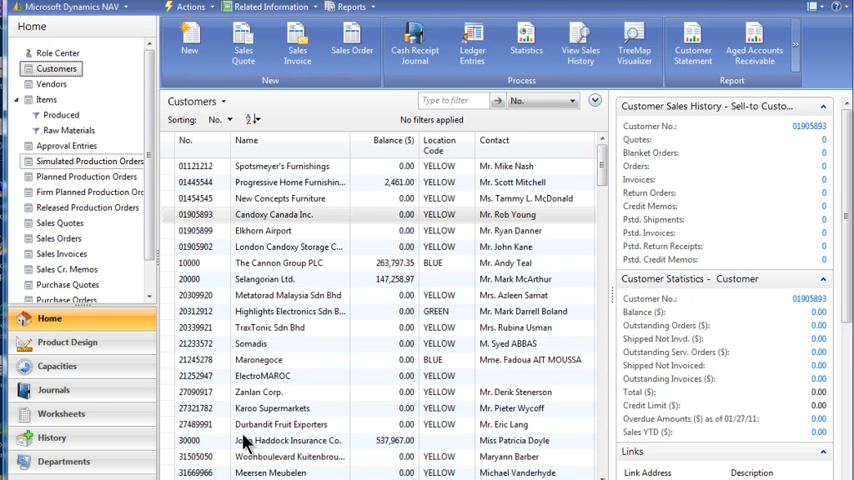 Microsoft Dynamics NAV
Actions
Related Information
Reports
Home
Role Center
Customers
Vendors
Items
Produced
Raw Materials
Approval Entries
Simulated Production Orders
Planned Production Orders
Firm Planned Production Orders
Released Production Orders
Sales Quotes
Sales Orders
Sales Invoices
Sales Cr. Memos
Purchase Quotes
Purchase Orders
Home
Product Design
Capacities
Journals
Worksheets
History
Departments
New
Sales Quote
Sales Invoice
Sales Order
New
Cash Receipt Journal
Ledger Entries
Statistics
View Sales History
TreeMap Visualizer
Process
Customer Statement
Aged Accounts Receivable
Report
Customers
Type to filter
No.
Sorting: No.
No filters applied
No. Name Balance ($) Location Code Contact
01121212 Spotsmeyer's Furnishings 0.00 YELLOW Mr. Mike Nash
01445544 Progressive Home Furnishin... 2,461.00 YELLOW Mr. Scott Mitchell
01454545 New Concepts Furniture 0.00 YELLOW Ms. Tammy L. McDonald
01905893 Candoxy Canada Inc. 0.00 YELLOW Mr. Rob Young
01905899 Elkhorn Airport 0.00 YELLOW Mr. Ryan Danner
01905902 London Candoxy Storage C... 0.00 YELLOW Mr. John Kane
10000 The Cannon Group PLC 263,797.35 BLUE Mr. Andy Teal
20000 Selangorian Ltd. 147,258.97 Mr. Mark McArthur
20309920 Metatorad Malaysia Sdn Bhd 0.00 YELLOW Mrs. Azleen Samat
20312912 Highlights Electronics Sdn B... 0.00 GREEN Mr. Mark Darrell Boland
20339921 TraxTonic Sdn Bhd 0.00 YELLOW Mrs. Rubina Usman
21233572 Somadis 0.00 YELLOW M. Syed ABBAS
21245278 Maronegoce 0.00 BLUE Mme. Fadoua AIT MOUSSA
21252947 ElectroMAROC 0.00 YELLOW
27090917 Zanlan Corp. 0.00 YELLOW Mr. Derik Stenerson
27321782 Karoo Supermarkets 0.00 YELLOW Mr. Pieter Wycoff
27489991 Durbandit Fruit Exporters 0.00 YELLOW Mr. Eric Lang
30000 John Haddock Insurance Co. 537,967.00 Miss Patricia Doyle
31505050 Woonboulevard Kuitenbrou... 0.00 YELLOW Maryann Barber
31669966 Meersen Meubelen 0.00 YELLOW Michael Vanderhyde
Customer Sales History - Sell-to Custo...
Customer No.: 01905893
Quotes: 0
Blanket Orders: 0
Orders: 0
Invoices: 0
Return Orders: 0
Credit Memos: 0
Pstd. Shipments: 0
Pstd. Invoices: 0
Pstd. Return Receipts: 0
Pstd. Credit Memos: 0
Customer Statistics - Customer
Customer No.: 01905893
Balance ($): 0.00
Outstanding Orders ($): 0.00
Shipped Not Invd. ($): 0.00
Outstanding Serv. Orders ($): 0.00
Shipped Not Invoiced: 0.00
Outstanding Invoices ($): 0.00
Total ($): 0.00
Credit Limit ($): 0.00
Overdue Amounts ($) as of 01/27/11: 0.00
Sales YTD ($): 0.00
Links
Link Address Description